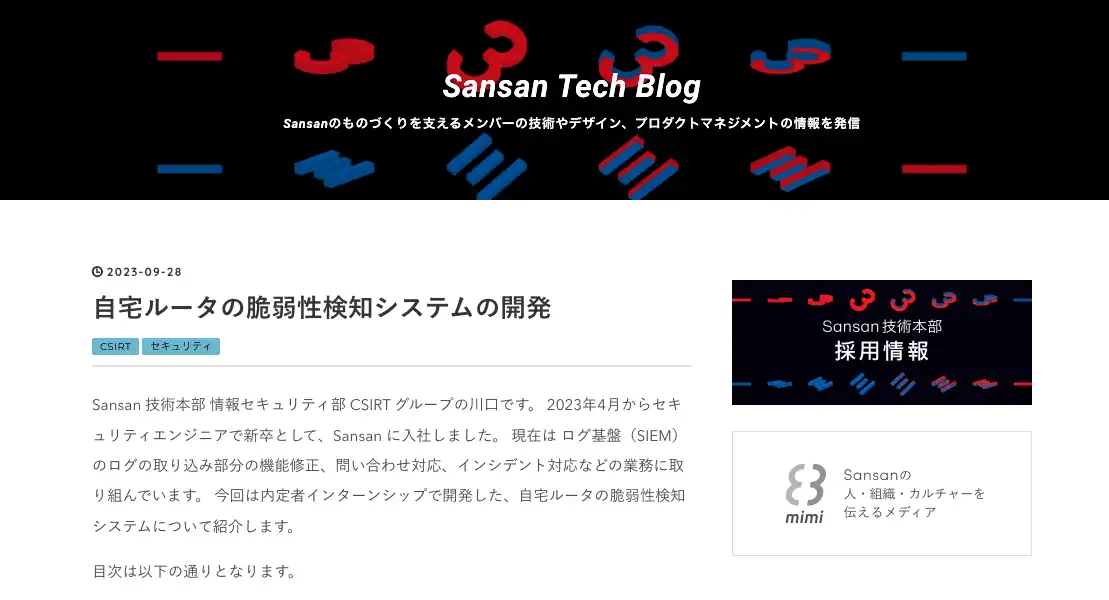 Sansan Tech Blog
Sansanのものづくりを支えるメンバーの技術やデザイン、プロダクトマネジメントの情報を発信
2023-09-28
自宅ルータの脆弱性検知システムの開発
CSIRT セキュリティ
Sansan 技術本部 情報セキュリティ部 CSIRT グループの川口です。 2023年4月からセキ
ュリティエンジニアで新卒として、Sansan に入社しました。 現在は ログ基盤（SIEM）
のログの取り込み部分の機能修正、問い合わせ対応、インシデント対応などの業務に取
り組んでいます。 今回は内定者インターンシップで開発した、自宅ルータの脆弱性検知
システムについて紹介します。
目次は以下の通りとなります。
Sansan 技術本部
採用情報
mimi
Sansanの
人・組織・カルチャーを
伝えるメディア